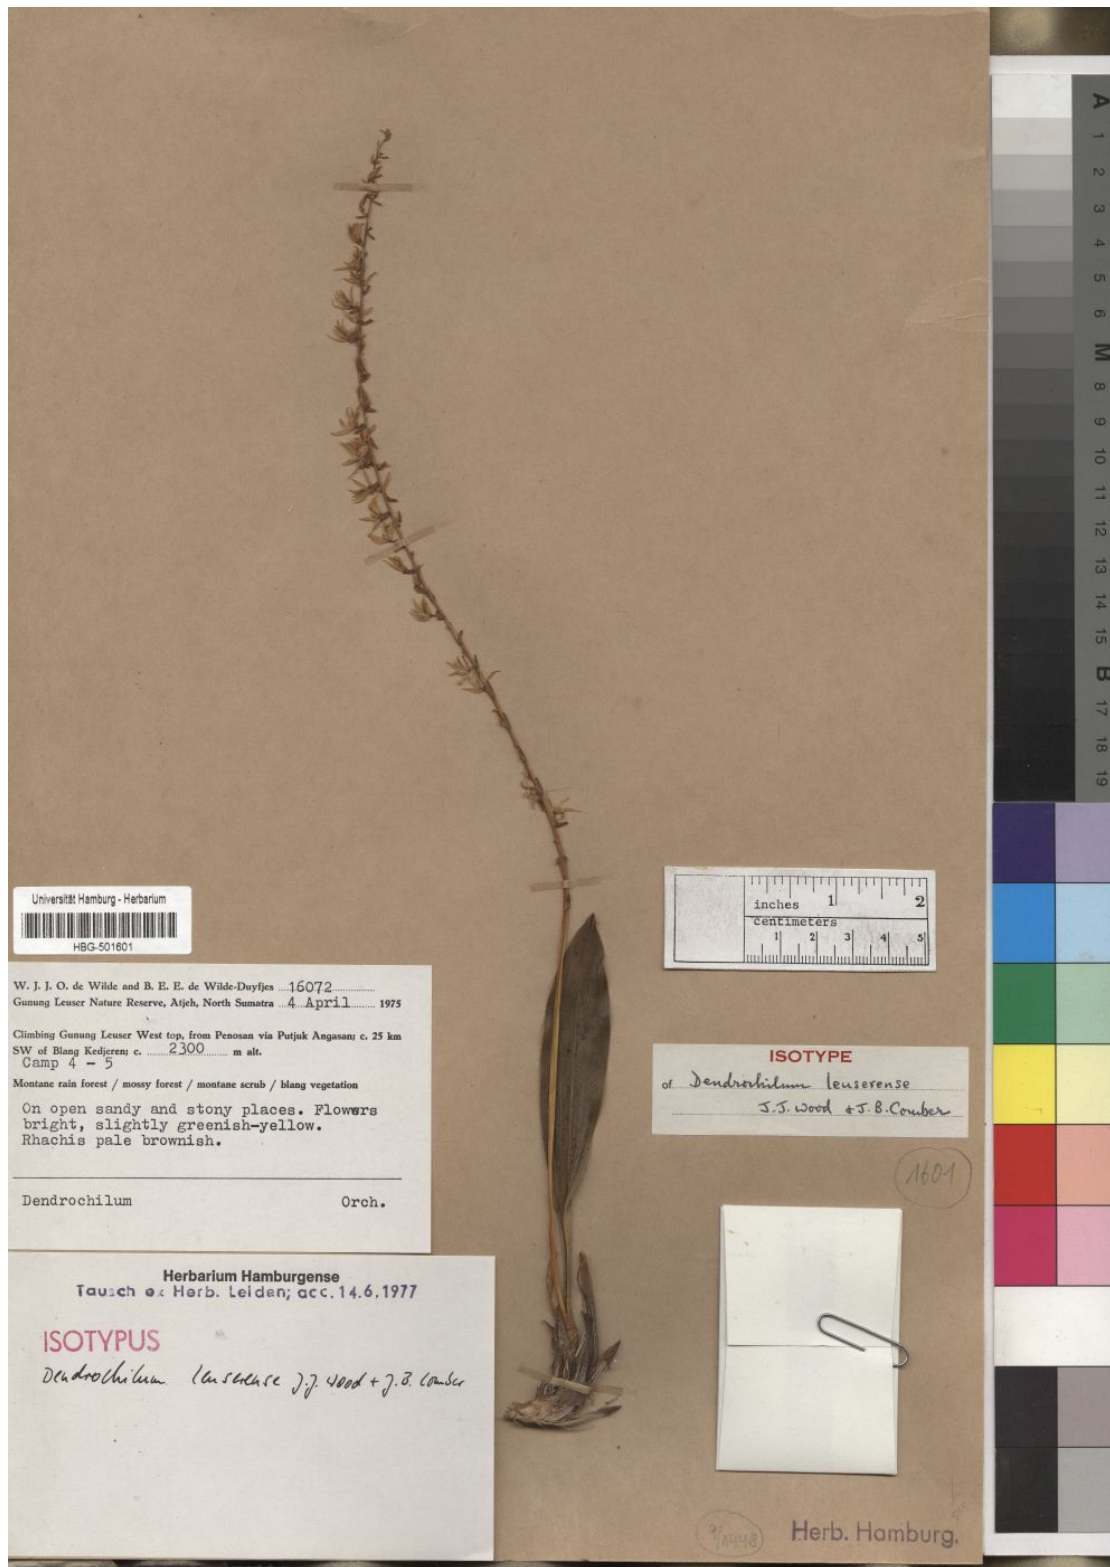 Universität Hamburg - Herbarium
HBG-501601
W. J. J. O. de Wilde and B. E. E. de Wilde-Duyfjes 16072
Gunung Leuser Nature Reserve, Atjeh, North Sumatra 4 April 1975
Climbing Gunung Leuser West top, from Penosan via Putjuk Angasan; c. 25 km
SW of Blang Kedjeren; c. 2300 m alt.
Camp 4 - 5
Montane rain forest / mossy forest / montane scrub / blang vegetation
On open sandy and stony places. Flowers
bright, slightly greenish-yellow.
Rhachis pale brownish.
Dendrochilum Orch.
Herbarium Hamburgense
Tausch ex Herb. Leiden; acc. 14.6.1977
ISOTYPUS
Dendrochilum leuserense J.J. Wood + J.B. Comber
inches 1 2
centimeters
1 2 3 4 5
ISOTYPE
of Dendrochilum leuserense
J.J. Wood & J.B. Comber
1601
Herb. Hamburg.
A 1 2 3 4 5 6 M 8 9 10 11 12 13 14 15 B 17 18 19